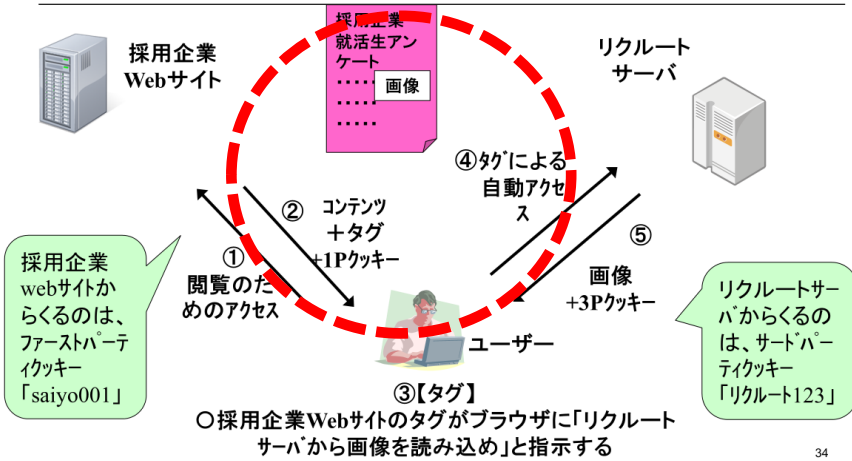 採用企業
Webサイト
採用企業
就活生アン
ケート
・・・・・
画像
・・・・・
・・・・・
リクルート
サーバ
④ﾀｸﾞによる
自動アクセ
ス
②
コンテンツ
＋タグ
+1Pｸｯｷｰ
①
閲覧のた
めのｱｸｾｽ
⑤
画像
+3Pｸｯｷｰ
採用企業
webｻｲﾄか
らくるのは、
ﾌｧｰｽﾄﾊﾟｰﾃ
ｨｸｯｷｰ
「saiyo001」
リクルートサー
ﾊﾞからくるの
は、ｻｰﾄﾞﾊﾟｰ
ﾃｨｸｯｷｰ
｢ﾘｸﾙｰﾄ123｣
ユーザー
③【タグ】
〇採用企業Webｻｲﾄのタグがブラウザに「リクルート
ｻｰﾊﾞから画像を読み込め」と指示する
34